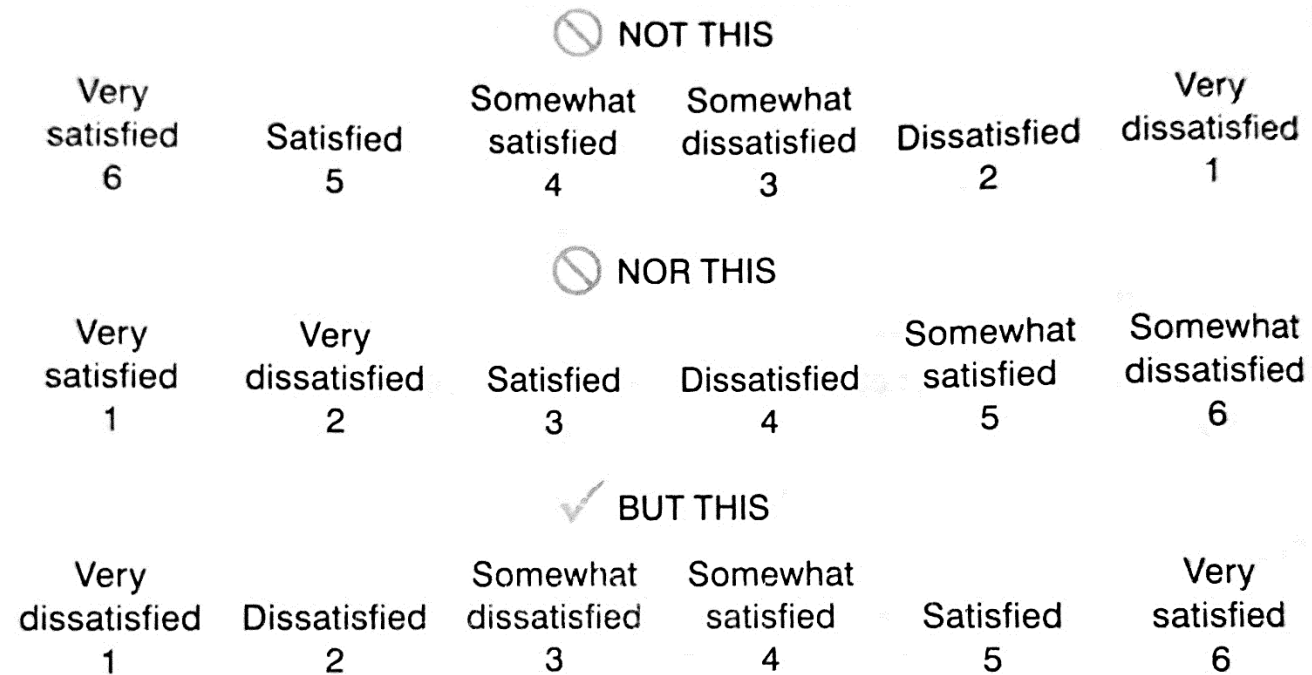 NOT THIS
Very satisfied 6 Satisfied 5 Somewhat satisfied 4 Somewhat dissatisfied 3 Dissatisfied 2 Very dissatisfied 1
NOR THIS
Very satisfied 1 Very dissatisfied 2 Satisfied 3 Dissatisfied 4 Somewhat satisfied 5 Somewhat dissatisfied 6
BUT THIS
Very dissatisfied 1 Dissatisfied 2 Somewhat dissatisfied 3 Somewhat satisfied 4 Satisfied 5 Very satisfied 6